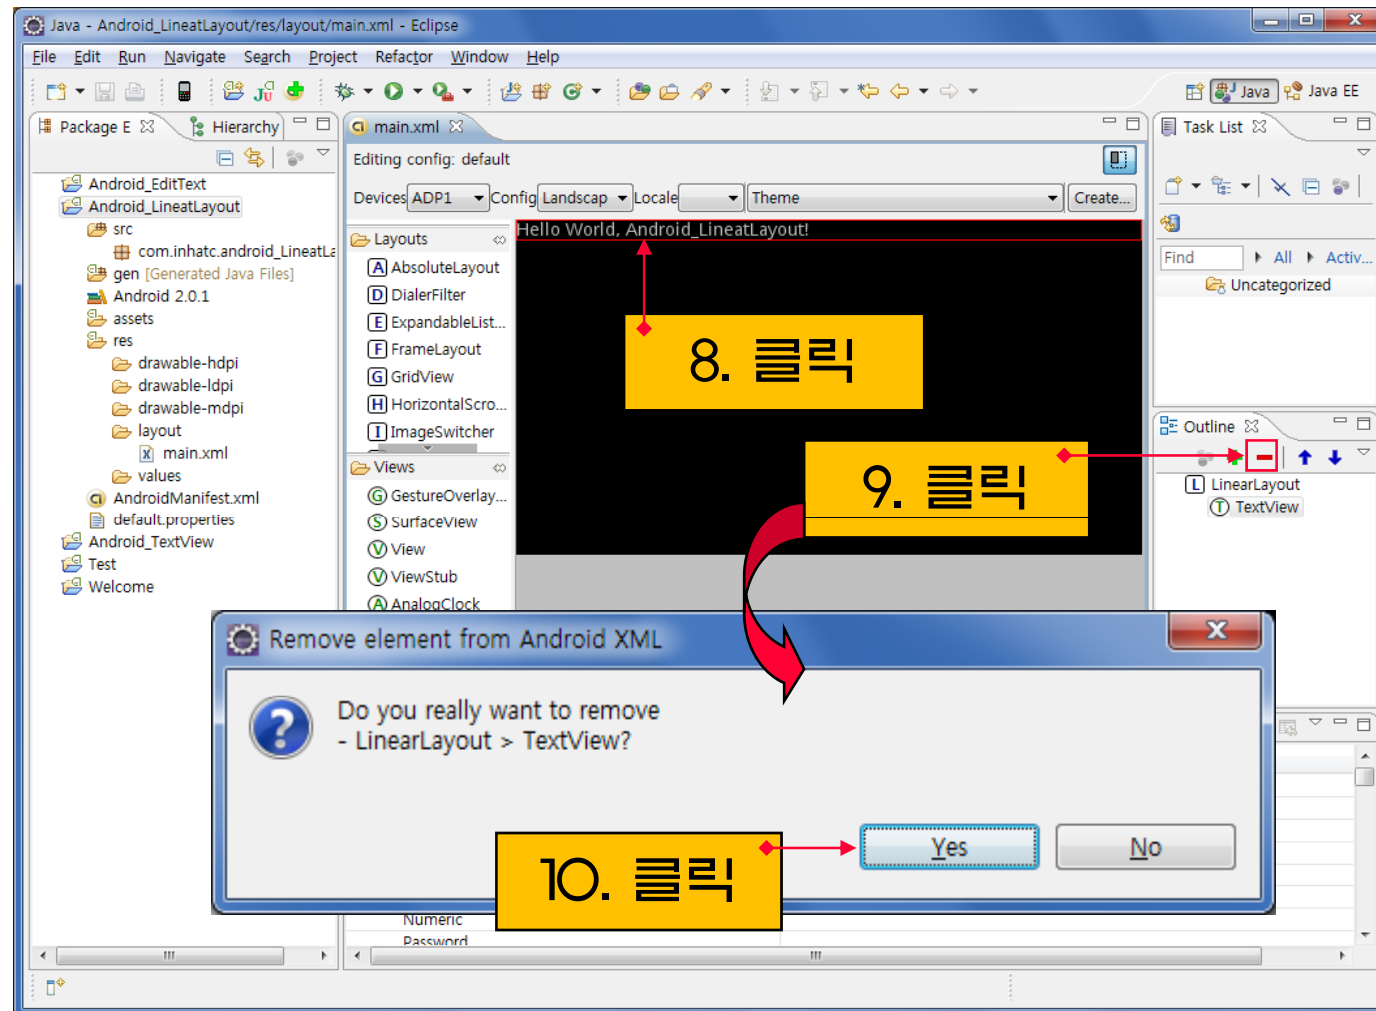 Java - Android_LineatLayout/res/layout/main.xml - Eclipse
File Edit Run Navigate Search Project Refactor Window Help
Java Java EE
Package E Hierarchy
main.xml
Task List
Editing config: default
Devices ADP1 Config Landscap Locale Theme Create...
Android_EditText
Android_LineatLayout
src
com.inhatc.android_LineatLa
gen [Generated Java Files]
Android 2.0.1
assets
res
drawable-hdpi
drawable-ldpi
drawable-mdpi
layout
main.xml
values
AndroidManifest.xml
default.properties
Android_TextView
Test
Welcome
Layouts
AbsoluteLayout
DialerFilter
ExpandableList...
FrameLayout
GridView
HorizontalScro...
ImageSwitcher
Views
GestureOverlay...
SurfaceView
View
ViewStub
AnalogClock
Hello World, Android_LineatLayout!
8. 클릭
9. 클릭
Find All Activ...
Uncategorized
Outline
LinearLayout
TextView
Remove element from Android XML
Do you really want to remove
- LinearLayout > TextView?
Yes No
10. 클릭
Numeric
Password